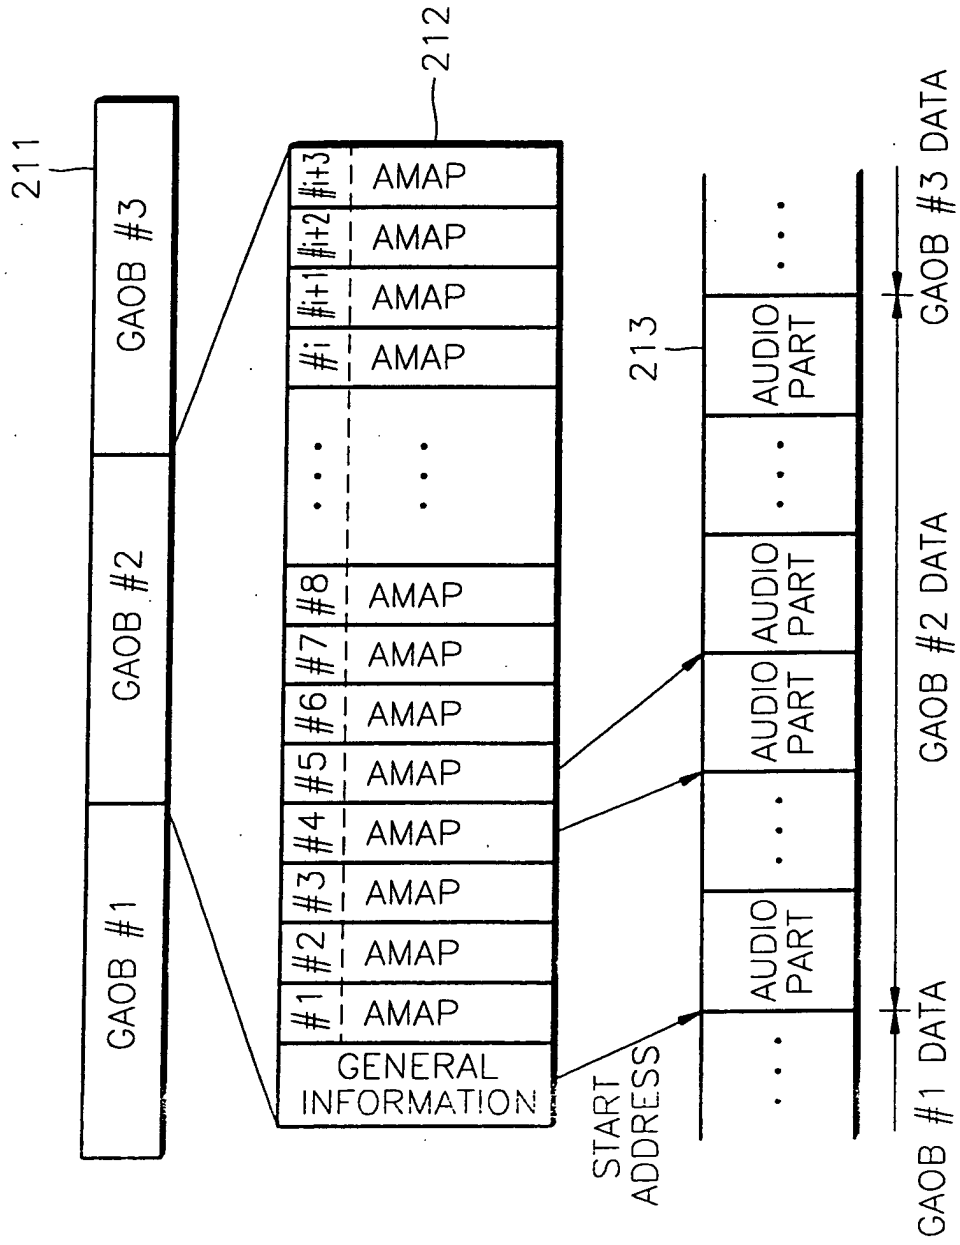 211
GAOB #1
GAOB #2
GAOB #3
212
GENERAL
INFORMATION
#1
AMAP
#2
AMAP
#3
AMAP
#4
AMAP
#5
AMAP
#6
AMAP
#7
AMAP
#8
AMAP
...
...
#i
AMAP
#i+1
AMAP
#i+2
AMAP
#i+3
AMAP
START
ADDRESS
213
...
AUDIO
PART
...
AUDIO
PART
AUDIO
PART
...
AUDIO
PART
...
GAOB #1 DATA
GAOB #2 DATA
GAOB #3 DATA